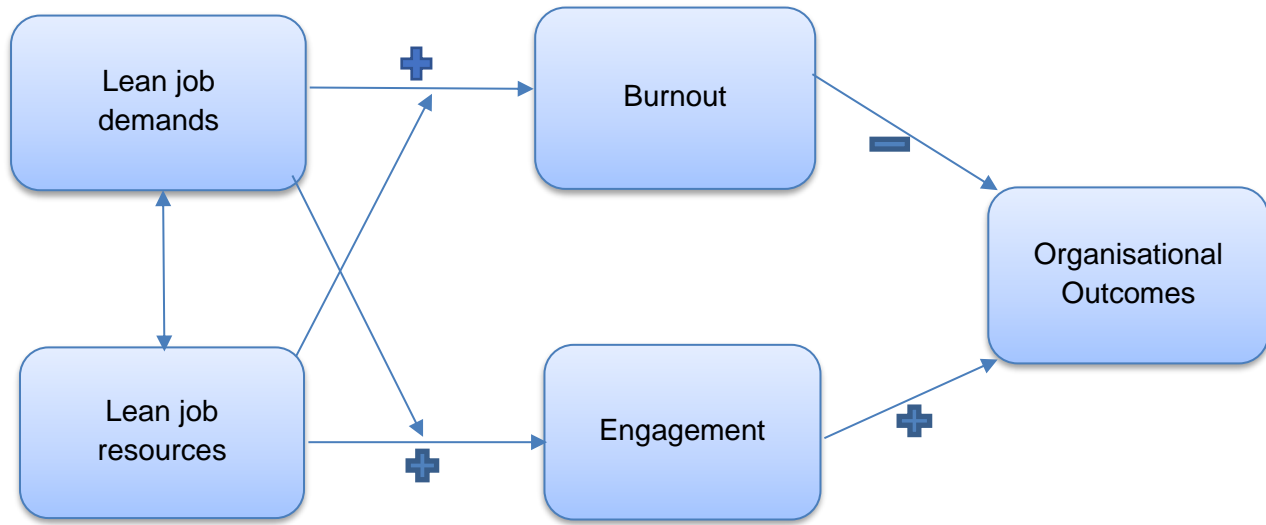 Lean job
demands
Burnout
Organisational
Outcomes
Lean job
resources
Engagement